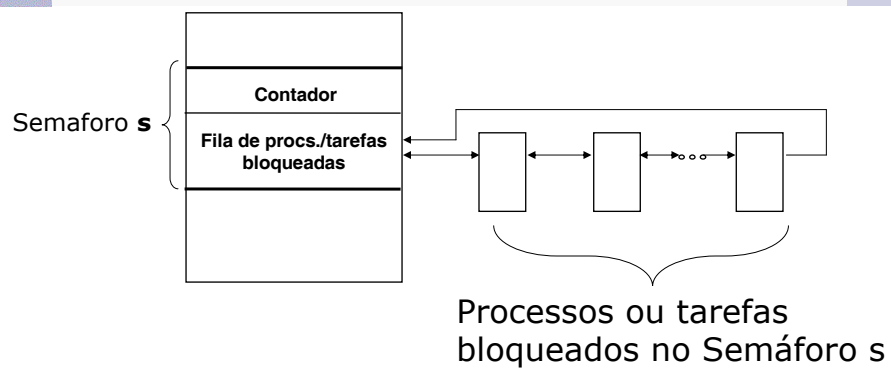 Contador
Semaforo s
Fila de procs./tarefas
bloqueadas
Processos ou tarefas
bloqueados no Semáforo s